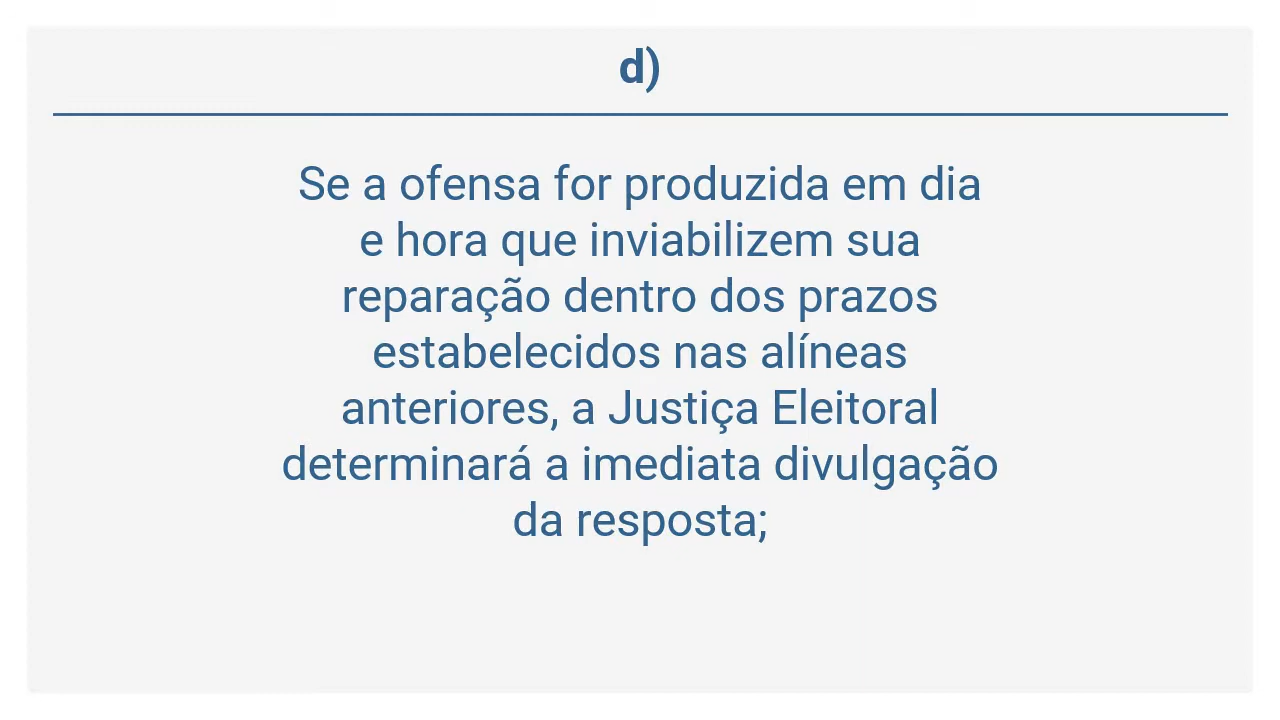 d)
Se a ofensa for produzida em dia
e hora que inviabilizem sua
reparação dentro dos prazos
estabelecidos nas alíneas
anteriores, a Justiça Eleitoral
determinará a imediata divulgação
da resposta;